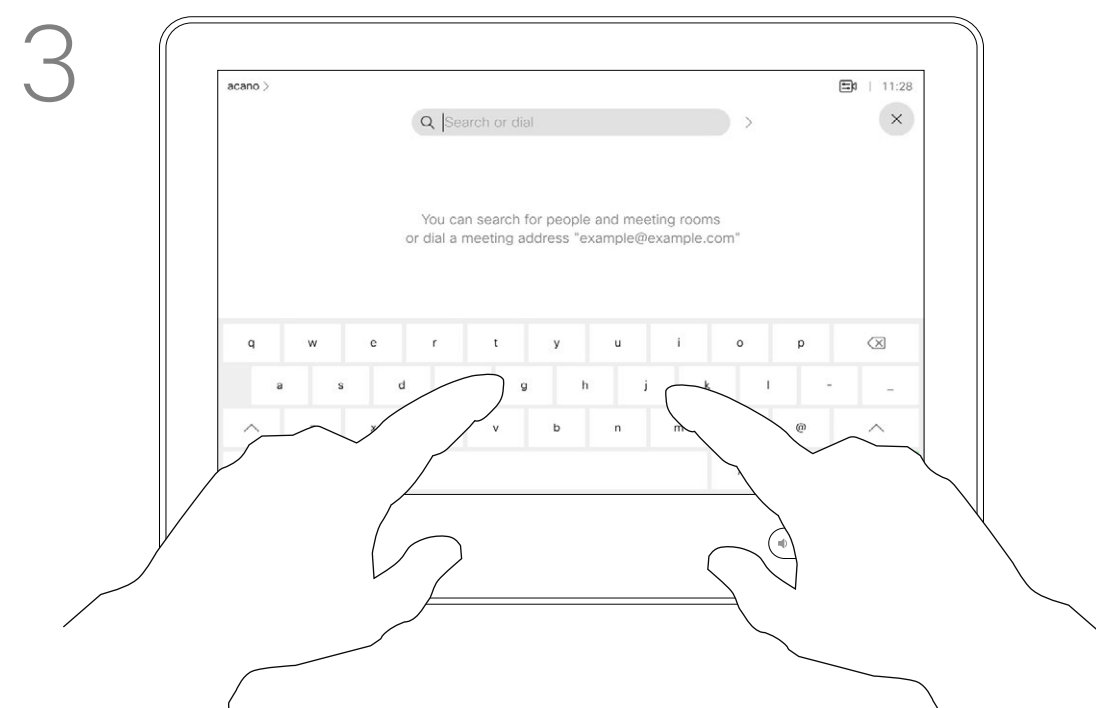 3
acano >
11:28
Search or dial
You can search for people and meeting rooms
or dial a meeting address "example@example.com"
q w e r t y u i o p
a s d g h j k l - _
x v b n m @